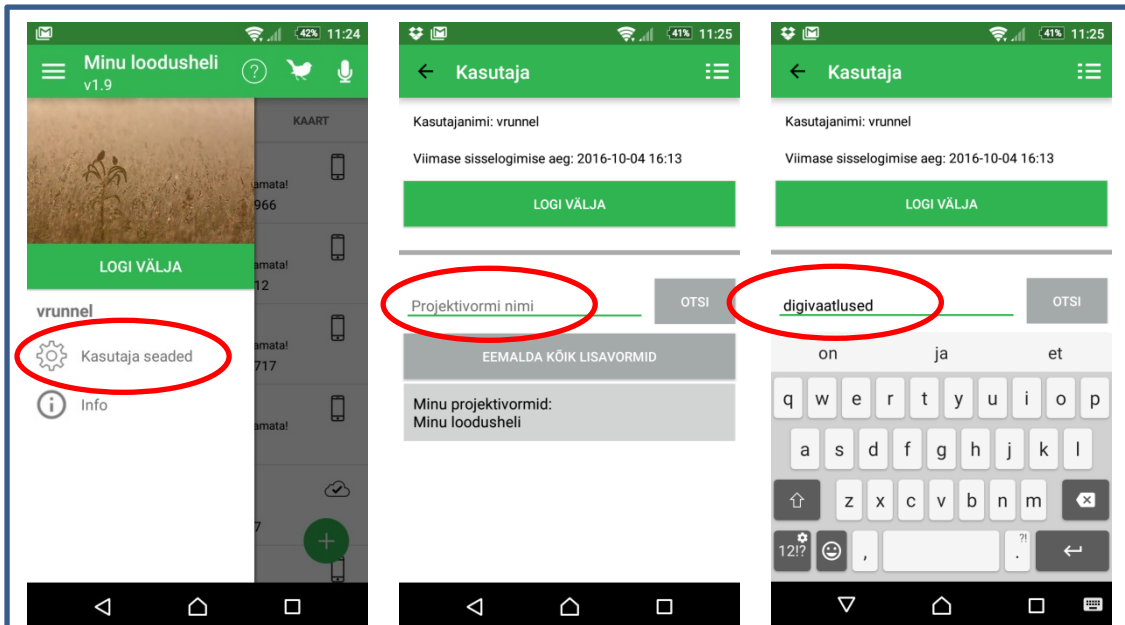 42% 11:24
Minu loodusheli
v1.9
KAART
amata!
966
LOGI VÄLJA
amata!
12
vrunnel
Kasutaja seaded
amata!
717
Info
amata!
7
41% 11:25
Kasutaja
Kasutajanimi: vrunnel
Viimase sisselogimise aeg: 2016-10-04 16:13
LOGI VÄLJA
Projektivormi nimi
OTSI
EEMALDA KÕIK LISAVORMID
Minu projektivormid:
Minu loodusheli
41% 11:25
Kasutaja
Kasutajanimi: vrunnel
Viimase sisselogimise aeg: 2016-10-04 16:13
LOGI VÄLJA
digivaatlused
OTSI
on ja et
q w e r t y u i o p
a s d f g h j k l
z x c v b n m
12!? , . ?!